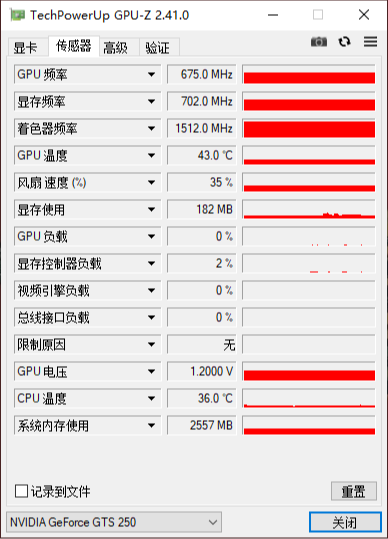 TechPowerUp GPU-Z 2.41.0
显卡 传感器 高级 验证
GPU 频率 675.0 MHz
显存频率 702.0 MHz
着色器频率 1512.0 MHz
GPU 温度 43.0 ℃
风扇 速度 (%) 35 %
显存使用 182 MB
GPU 负载 0 %
显存控制器负载 2 %
视频引擎负载 0 %
总线接口负载 0 %
限制原因 无
GPU 电压 1.2000 V
CPU 温度 36.0 ℃
系统内存使用 2557 MB
记录到文件 重置
NVIDIA GeForce GTS 250 关闭